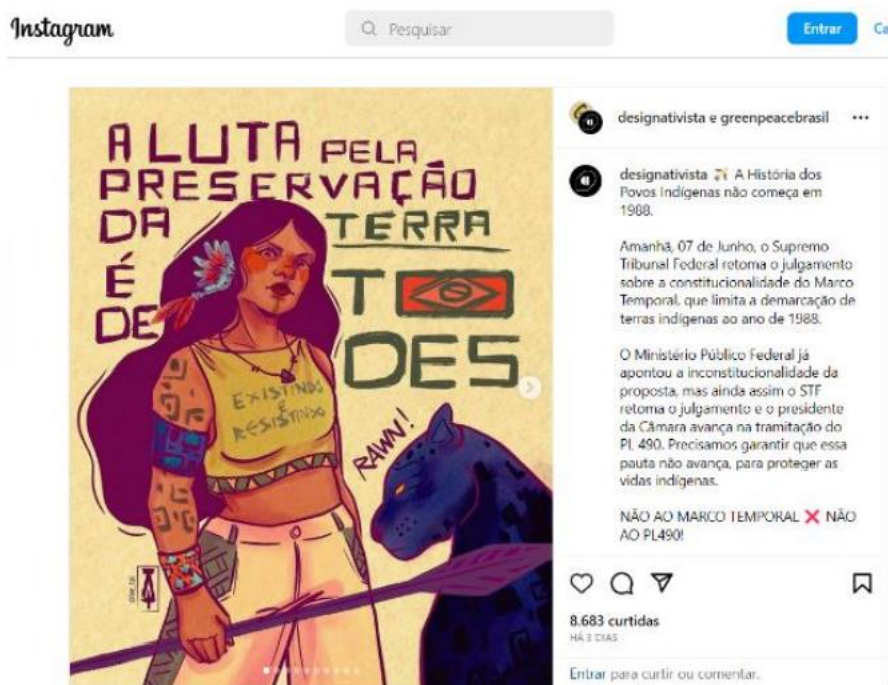 Instagram
Pesquisar
Entrar
A LUTA PELA
PRESERVAÇÃO
DA TERRA
É
DE TODES
EXISTINDO
E
RESISTINDO
RAWN!
designativista e greenpeacebrasil
designativista A História dos
Povos Indígenas não começa em
1988.
Amanhã, 07 de Junho, o Supremo
Tribunal Federal retoma o julgamento
sobre a constitucionalidade do Marco
Temporal, que limita a demarcação de
terras indígenas ao ano de 1988.
O Ministério Público Federal já
apontou a inconstitucionalidade da
proposta, mas ainda assim o STF
retoma o julgamento e o presidente
da Câmara avança na tramitação do
PL 490. Precisamos garantir que essa
pauta não avança, para proteger as
vidas indígenas.
NÃO AO MARCO TEMPORAL ❌ NÃO
AO PL490!
8.683 curtidas
HÁ 3 DIAS
Entrar para curtir ou comentar.